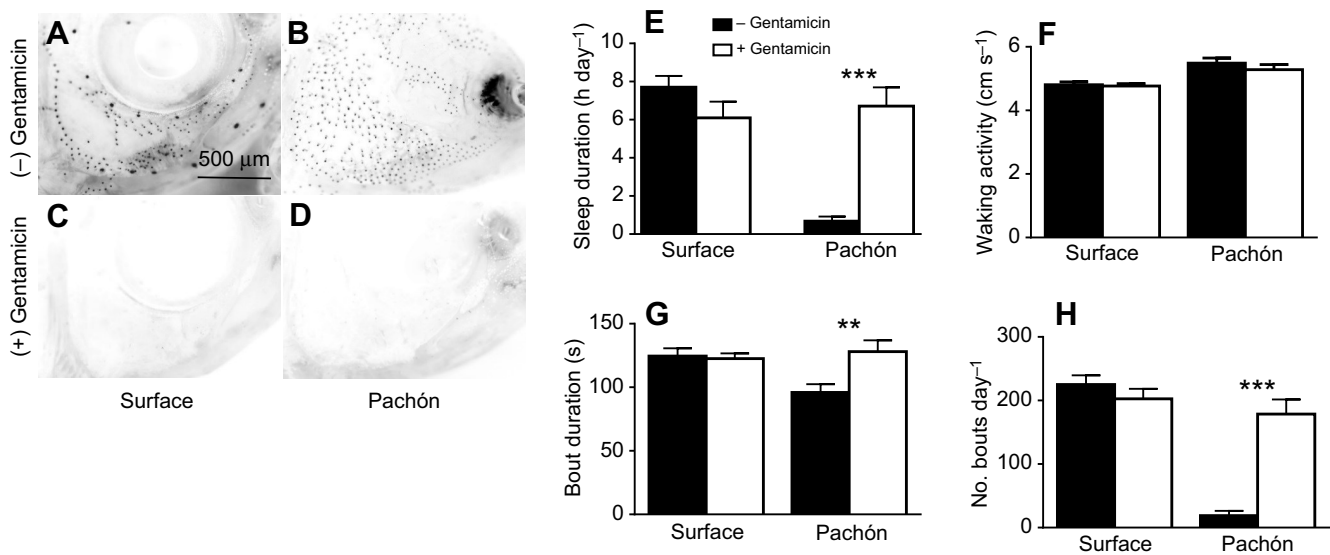 A
B
(–) Gentamicin
500 μm
C
D
(+) Gentamicin
Surface
Pachón
E
– Gentamicin
+ Gentamicin
Sleep duration (h day⁻¹)
10
8
6
4
2
0
***
Surface
Pachón
F
Waking activity (cm s⁻¹)
6
4
2
0
Surface
Pachón
G
Bout duration (s)
150
100
50
0
**
Surface
Pachón
H
No. bouts day⁻¹
300
200
100
0
***
Surface
Pachón